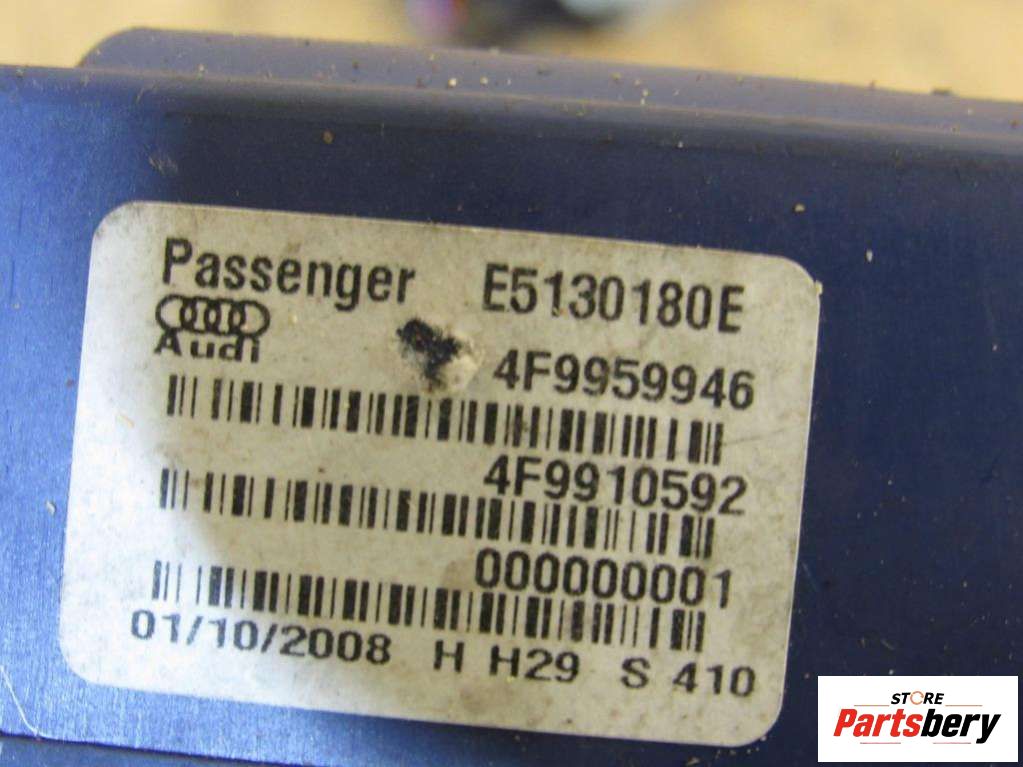 Passenger E5130180E
Audi
4F9959946
4F9910592
000000001
01/10/2008 H H29 S 410
STORE
Partsbery